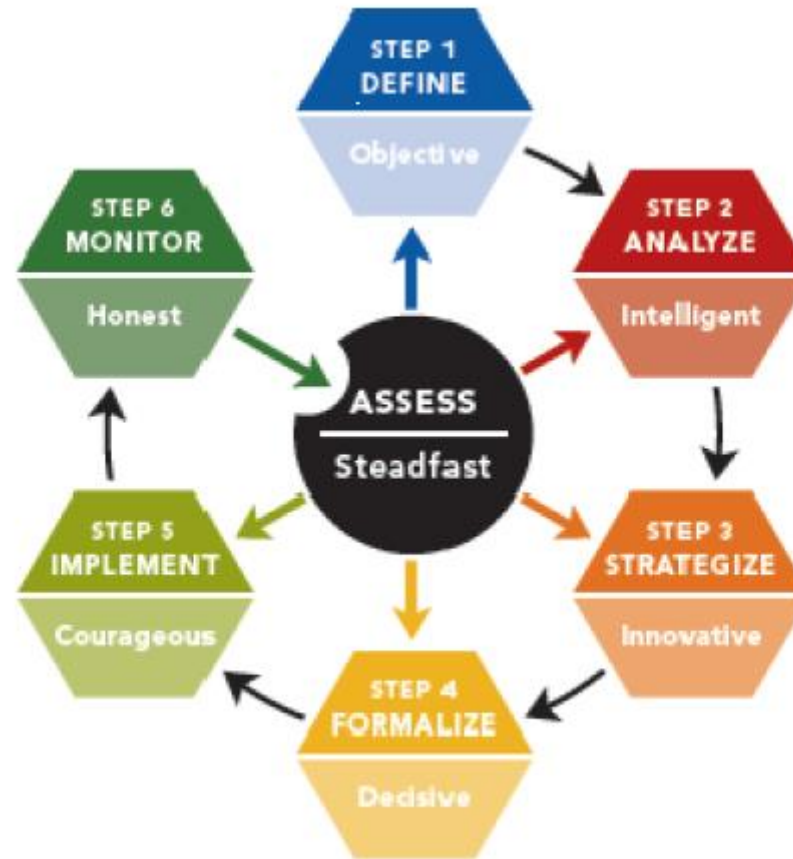 STEP 1
DEFINE
Objective
STEP 2
ANALYZE
Intelligent
STEP 3
STRATEGIZE
Innovative
STEP 4
FORMALIZE
Decisive
STEP 5
IMPLEMENT
Courageous
STEP 6
MONITOR
Honest
ASSESS
Steadfast